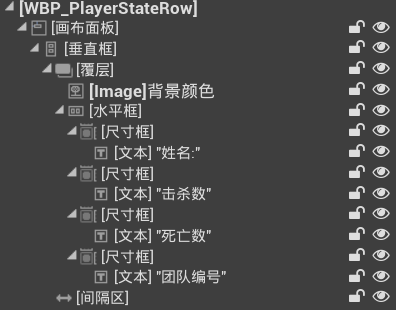 [WBP_PlayerStateRow]
[画布面板]
[垂直框]
[覆层]
[Image]背景颜色
[水平框]
[尺寸框]
[文本] "姓名:"
[尺寸框]
[文本] "击杀数"
[尺寸框]
[文本] "死亡数"
[尺寸框]
[文本] "团队编号"
[间隔区]